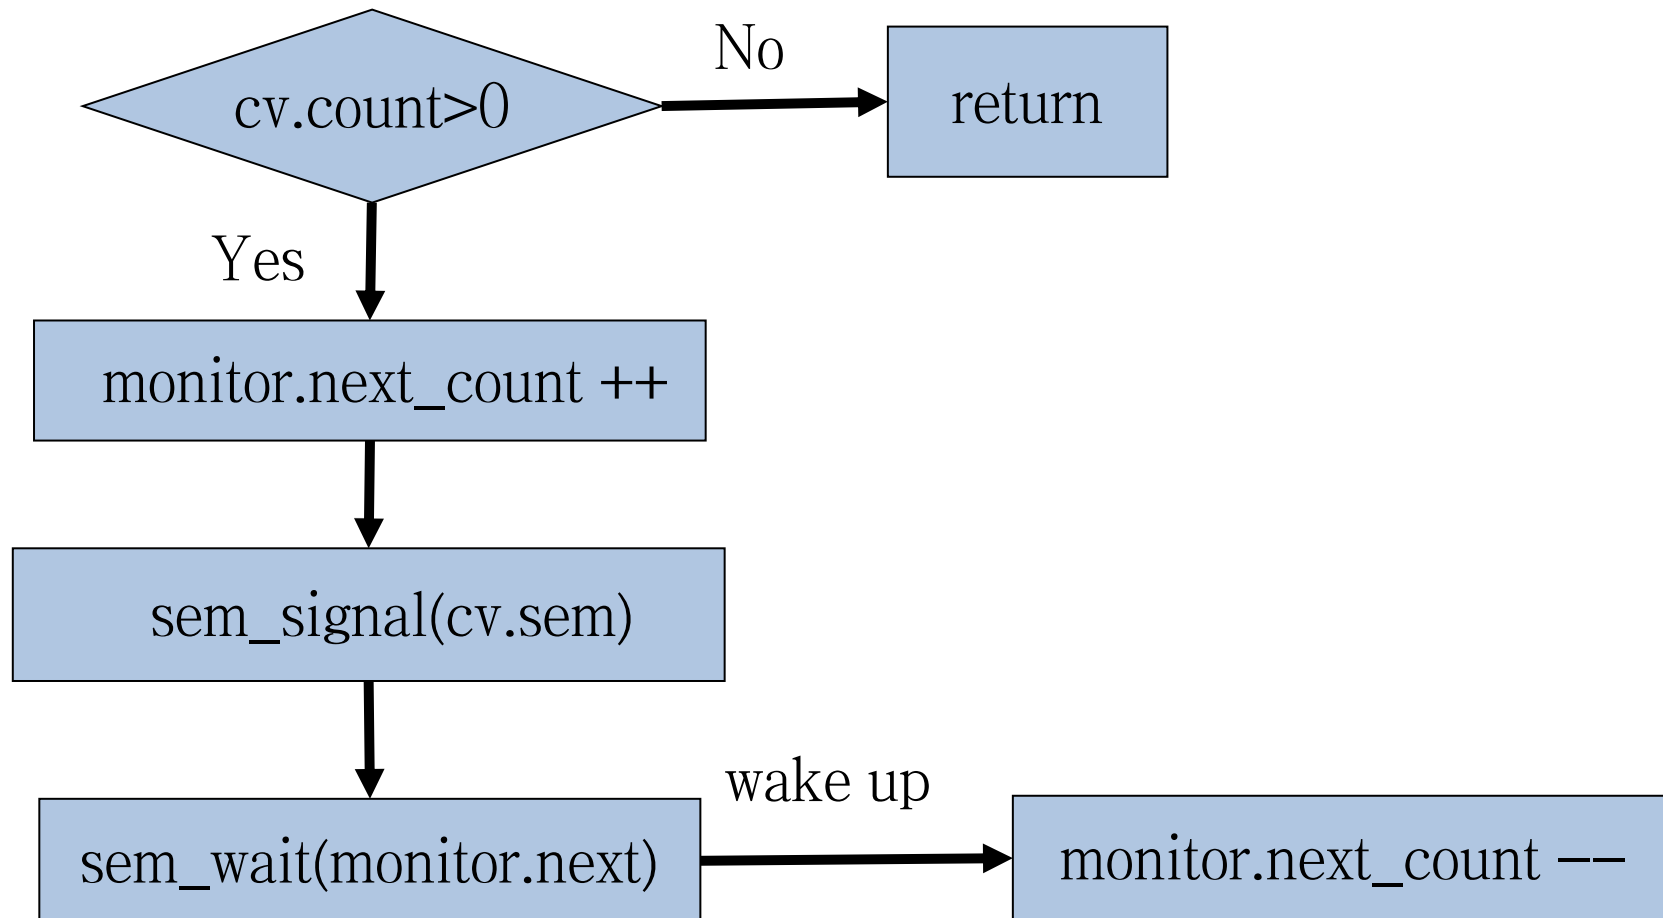 cv.count>0
No
return
Yes
monitor.next_count ++
sem_signal(cv.sem)
sem_wait(monitor.next)
wake up
monitor.next_count −−